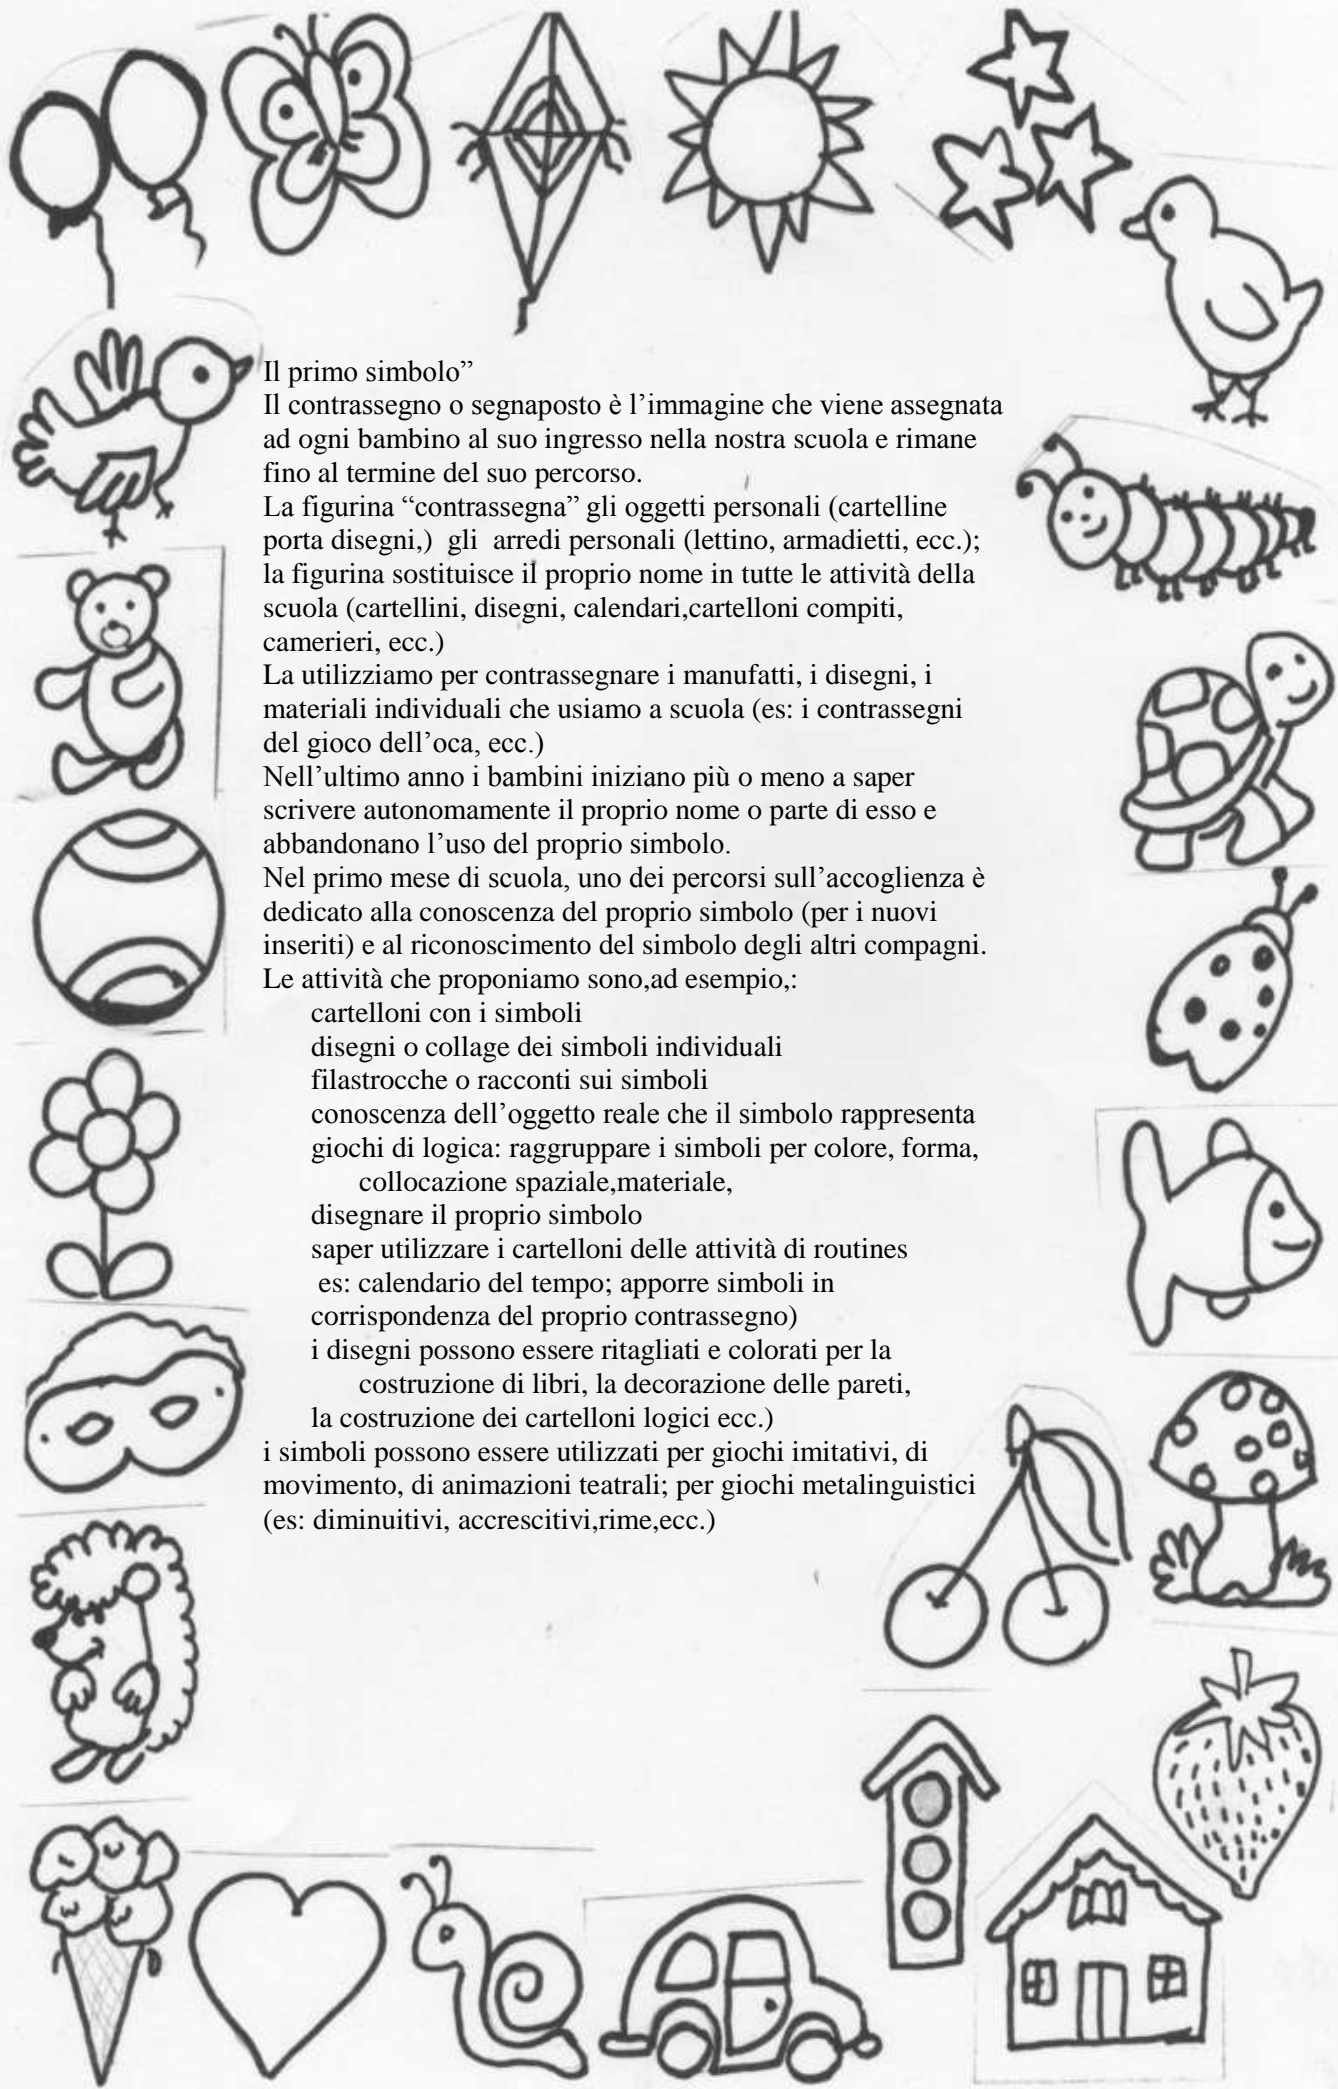 Il primo simbolo”
Il contrassegno o segnaposto è l’immagine che viene assegnata
ad ogni bambino al suo ingresso nella nostra scuola e rimane
fino al termine del suo percorso.
La figurina “contrassegna” gli oggetti personali (cartelline
porta disegni,)  gli  arredi personali (lettino, armadietti, ecc.);
la figurina sostituisce il proprio nome in tutte le attività della
scuola (cartellini, disegni, calendari,cartelloni compiti,
camerieri, ecc.)
La utilizziamo per contrassegnare i manufatti, i disegni, i
materiali individuali che usiamo a scuola (es: i contrassegni
del gioco dell’oca, ecc.)
Nell’ultimo anno i bambini iniziano più o meno a saper
scrivere autonomamente il proprio nome o parte di esso e
abbandonano l’uso del proprio simbolo.
Nel primo mese di scuola, uno dei percorsi sull’accoglienza è
dedicato alla conoscenza del proprio simbolo (per i nuovi
inseriti) e al riconoscimento del simbolo degli altri compagni.
Le attività che proponiamo sono,ad esempio,:
cartelloni con i simboli
disegni o collage dei simboli individuali
filastrocche o racconti sui simboli
conoscenza dell’oggetto reale che il simbolo rappresenta
giochi di logica: raggruppare i simboli per colore, forma,
collocazione spaziale,materiale,
disegnare il proprio simbolo
saper utilizzare i cartelloni delle attività di routines
es: calendario del tempo; apporre simboli in
corrispondenza del proprio contrassegno)
i disegni possono essere ritagliati e colorati per la
costruzione di libri, la decorazione delle pareti,
la costruzione dei cartelloni logici ecc.)
i simboli possono essere utilizzati per giochi imitativi, di
movimento, di animazioni teatrali; per giochi metalinguistici
(es: diminutivi, accrescitivi,rime,ecc.)